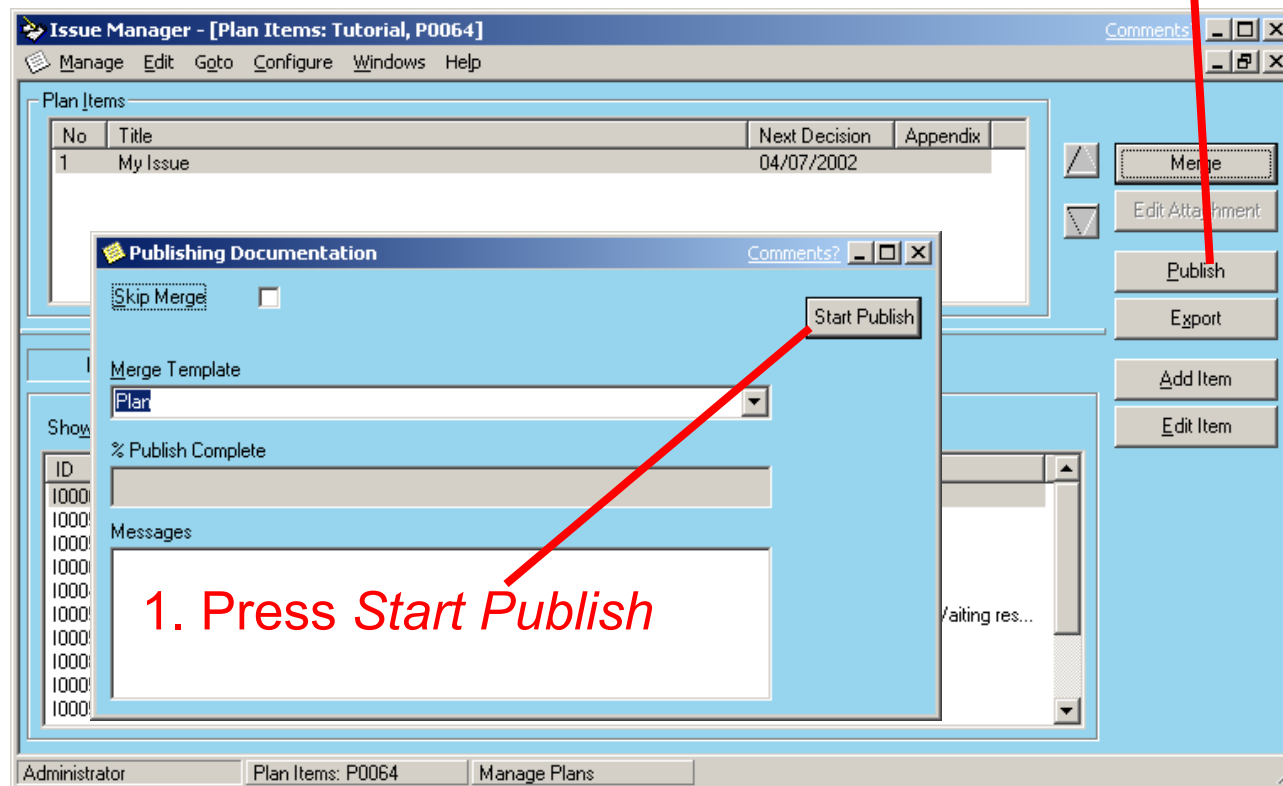 Issue Manager - [Plan Items: Tutorial, P0064]
Comments
Manage Edit Goto Configure Windows Help
Plan Items
No Title Next Decision Appendix
1 My Issue 04/07/2002
Merge
Edit Attachment
Publish
Export
Add Item
Edit Item
Publishing Documentation Comments?
Skip Merge
Start Publish
Merge Template
Plan
% Publish Complete
Messages
1. Press Start Publish
Show
ID
res...
Administrator Plan Items: P0064 Manage Plans